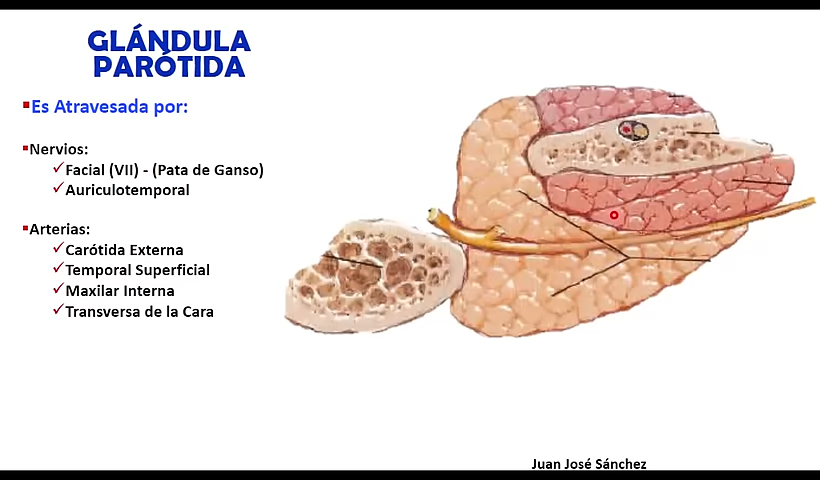 GLÁNDULA
PARÓTIDA
Es Atravesada por:
Nervios:
Facial (VII) - (Pata de Ganso)
Auriculotemporal
Arterias:
Carótida Externa
Temporal Superficial
Maxilar Interna
Transversa de la Cara
Juan José Sánchez